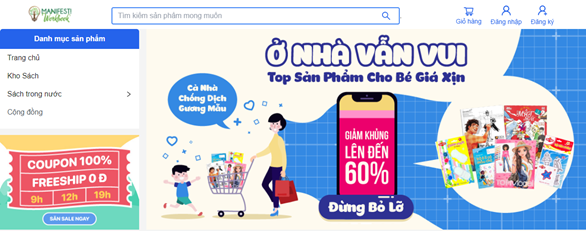 MANIFEST!
Workbook
Tìm kiếm sản phẩm mong muốn
Giỏ hàng
Đăng nhập
Đăng ký
Danh mục sản phẩm
Trang chủ
Kho Sách
Sách trong nước
Cộng đồng
COUPON 100%
FREESHIP 0 Đ
9h
12h
19h
SĂN SALE NGAY
Ở NHÀ VẪN VUI
Top Sản Phẩm Cho Bé Giá Xịn
Cả Nhà
Chống Dịch
Gương Mẫu
GIẢM KHỦNG
LÊN ĐẾN
60%
Đừng Bỏ Lỡ